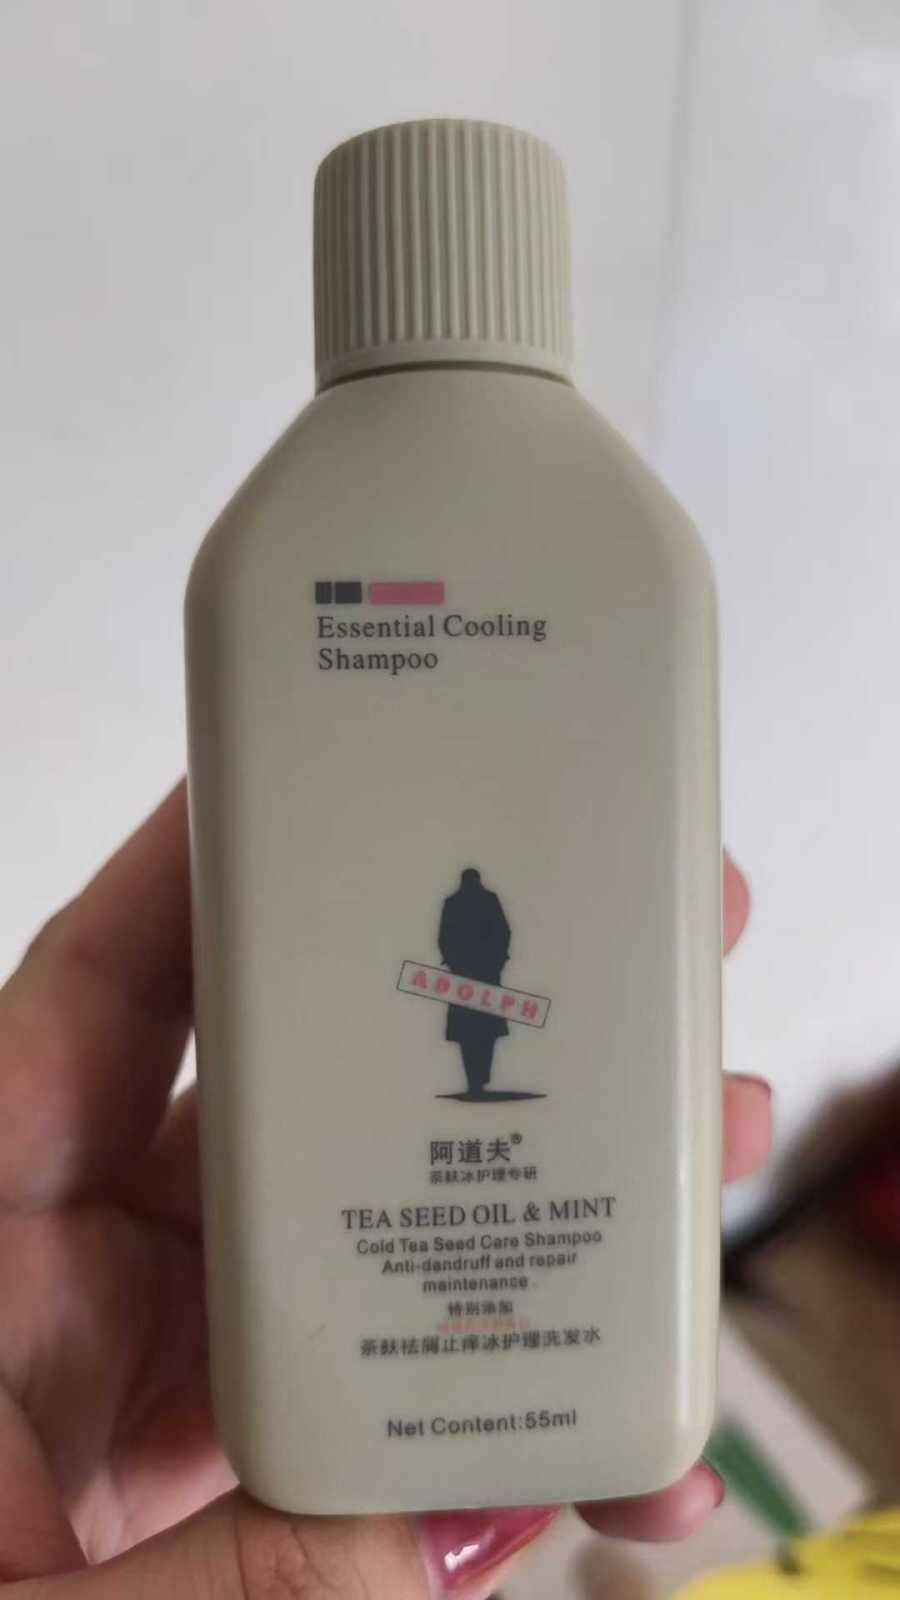 Essential Cooling
Shampoo
ADOLPH
阿道夫®
茶麸冰护理专研
TEA SEED OIL & MINT
Cold Tea Seed Care Shampoo
Anti-dandruff and repair
maintenance
特别添加
茶麸祛屑止痒冰护理洗发水
Net Content:55ml